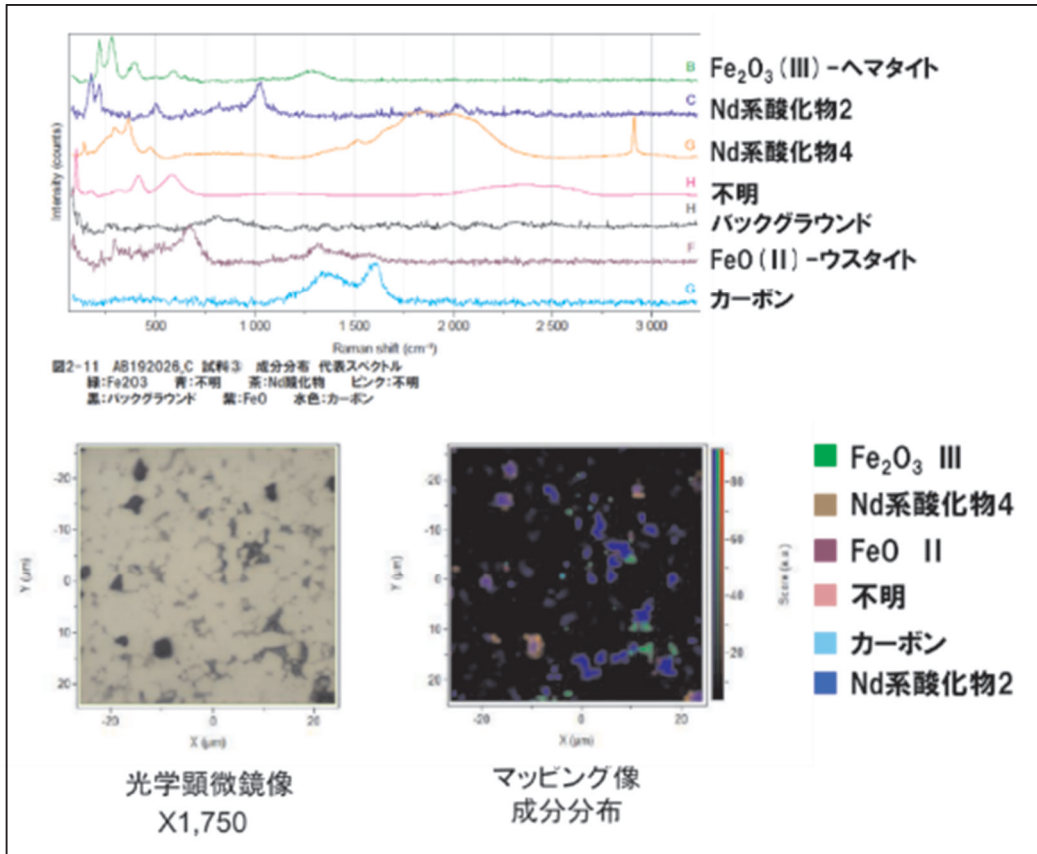 B Fe₂O₃(III)-ヘマタイト
C Nd系酸化物2
G Nd系酸化物4
H 不明
H バックグラウンド
F FeO(II)-ウスタイト
G カーボン
Intensity (counts)
500 1 000 1 500 2 000 2 500 3 000
Raman shift (cm⁻¹)
図2-11 AB192026_C 試料③ 成分分布 代表スペクトル
緑:Fe2O3 青:不明 茶:Nd酸化物 ピンク:不明
黒:バックグラウンド 紫:FeO 水色:カーボン
Y (μm)
-20
-10
0
10
20
-20 0 20
X (μm)
光学顕微鏡像
X1,750
Y (μm)
-20
-10
0
10
20
-20 0 20
X (μm)
80
60
40
20
Score (a.u.)
マッピング像
成分分布
Fe₂O₃ III
Nd系酸化物4
FeO II
不明
カーボン
Nd系酸化物2